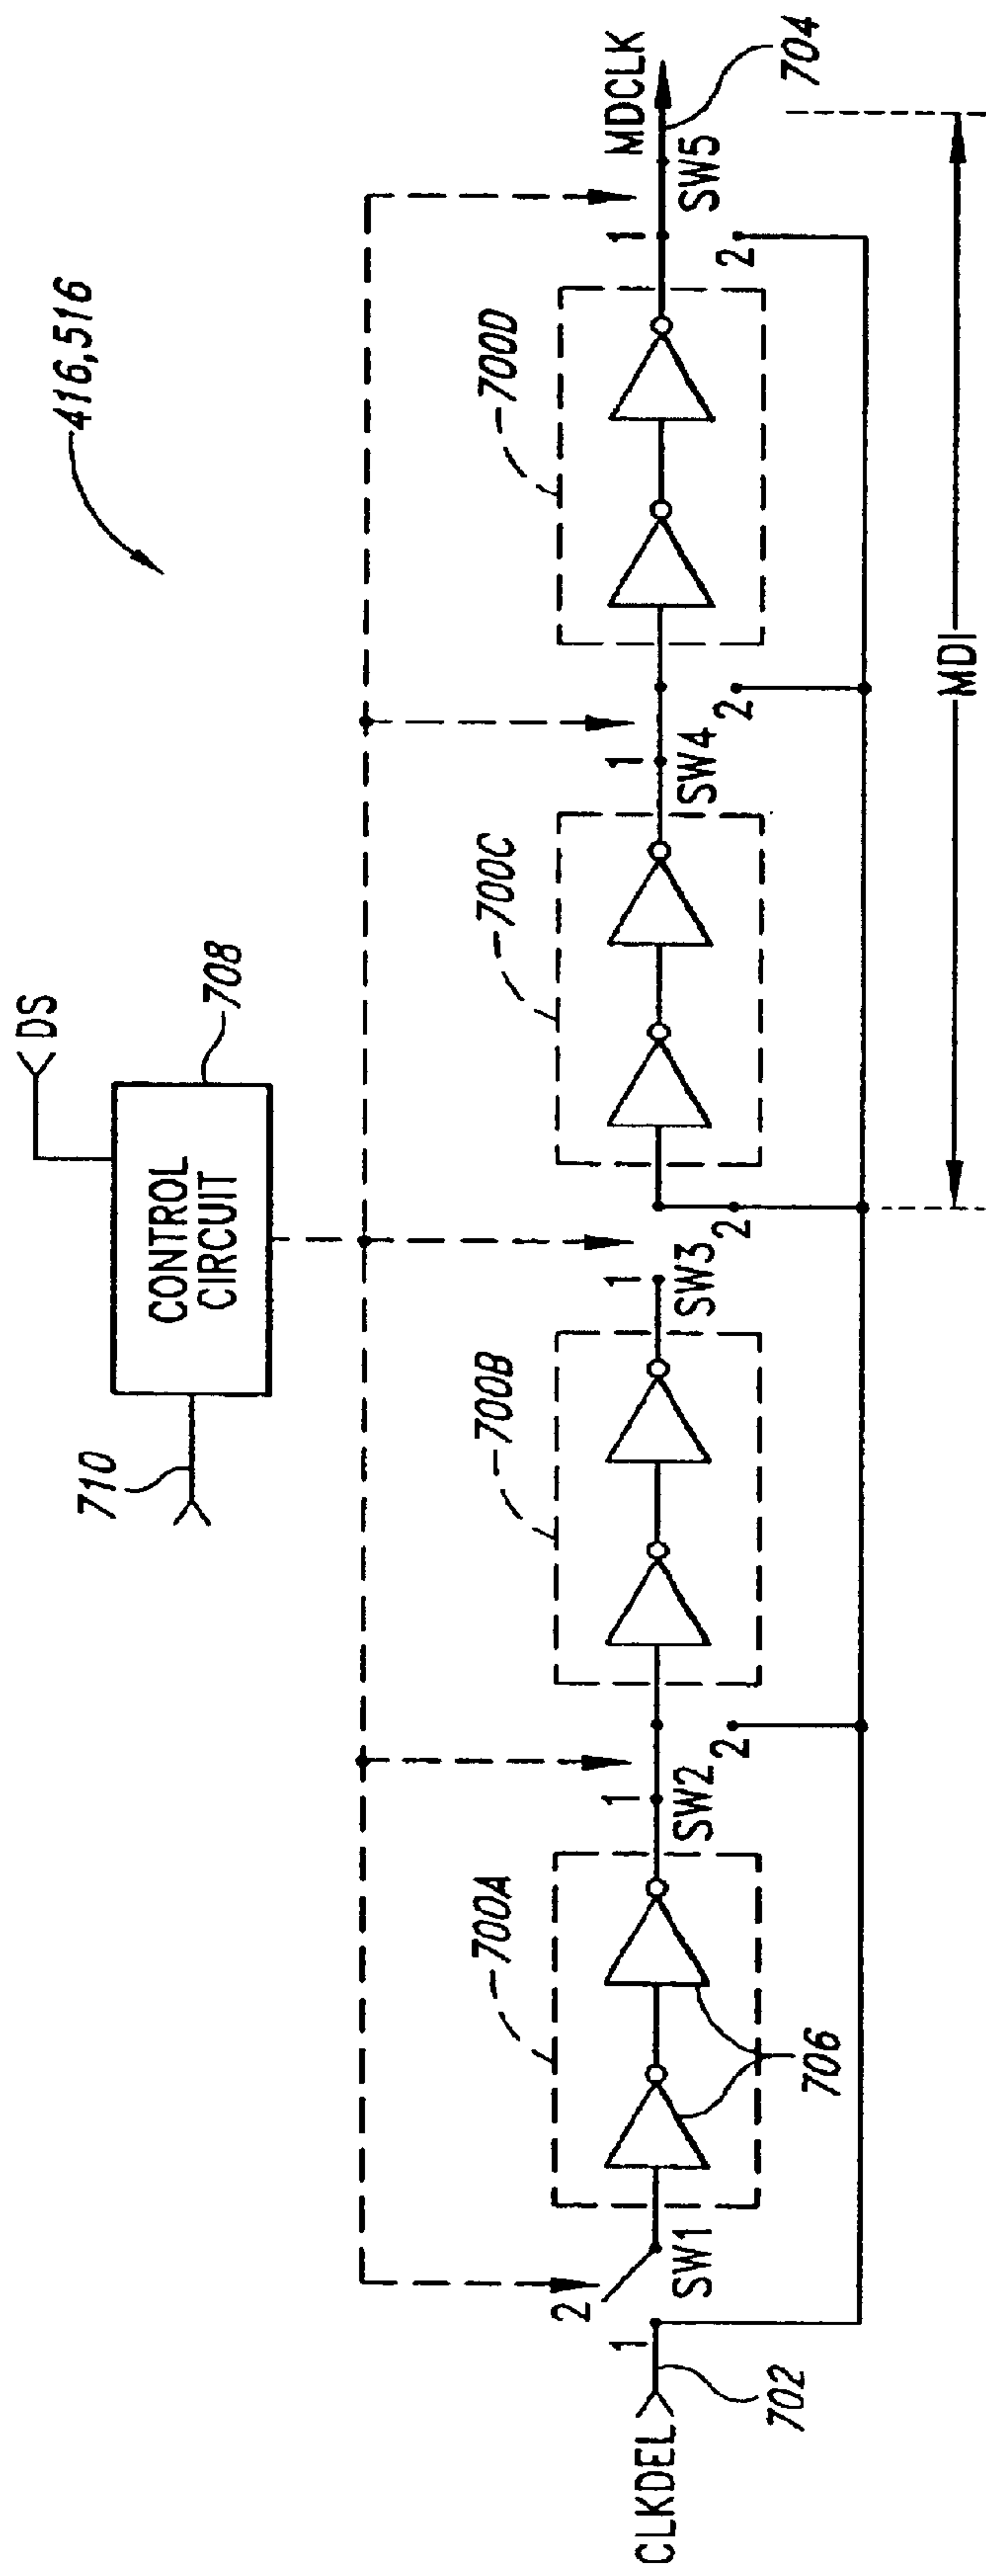 416,516
DS
CONTROL
CIRCUIT
708
710
700A
700B
700C
700D
CLKDEL
702
1
2
SW1
706
1
SW2
2
1
SW3
2
1
SW4
2
1
SW5
2
MDCLK
704
MDI